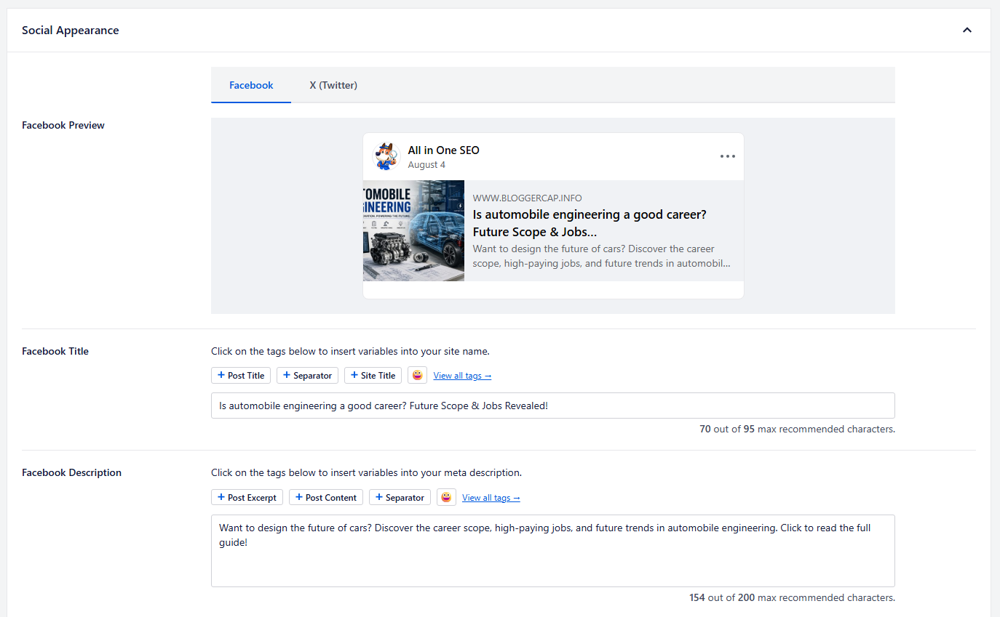 Social Appearance
Facebook
X (Twitter)
Facebook Preview
All in One SEO
August 4
TOMOBILE
INEERING
WWW.BLOGGERCAP.INFO
Is automobile engineering a good career?
Future Scope & Jobs...
Want to design the future of cars? Discover the career
scope, high-paying jobs, and future trends in automobil...
Facebook Title
Click on the tags below to insert variables into your site name.
+ Post Title
+ Separator
+ Site Title
View all tags →
Is automobile engineering a good career? Future Scope & Jobs Revealed!
70 out of 95 max recommended characters.
Facebook Description
Click on the tags below to insert variables into your meta description.
+ Post Excerpt
+ Post Content
+ Separator
View all tags →
Want to design the future of cars? Discover the career scope, high-paying jobs, and future trends in automobile engineering. Click to read the full
guide!
154 out of 200 max recommended characters.